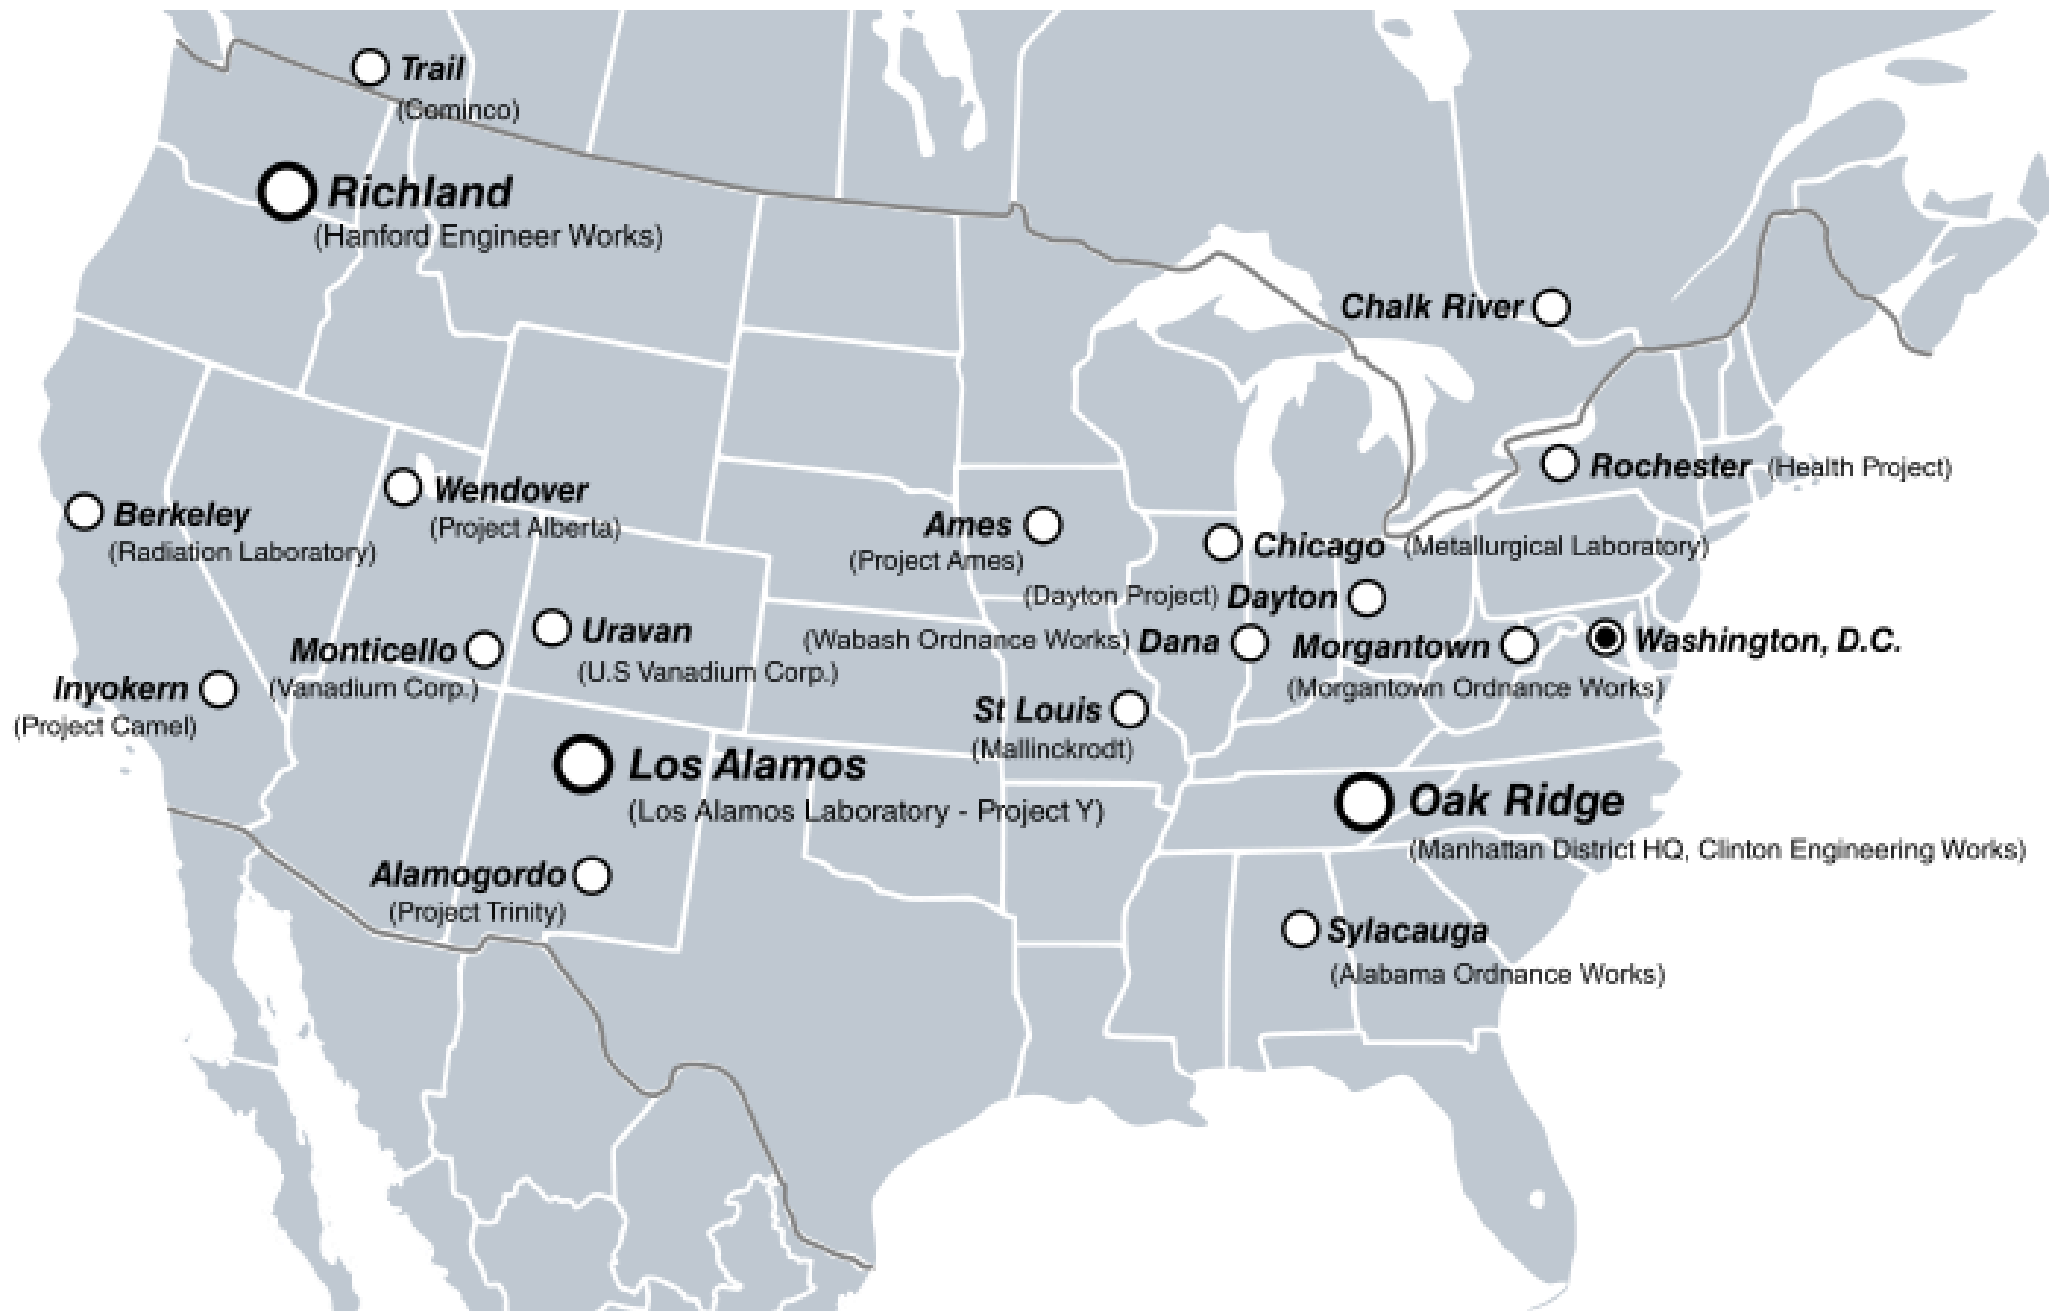 Trail
(Cominco)
Richland
(Hanford Engineer Works)
Chalk River
Rochester (Health Project)
Wendover
(Project Alberta)
Berkeley
(Radiation Laboratory)
Ames
(Project Ames)
Chicago (Metallurgical Laboratory)
(Dayton Project) Dayton
Uravan
(U.S Vanadium Corp.)
Monticello
(Vanadium Corp.)
(Wabash Ordnance Works) Dana
Morgantown
(Morgantown Ordnance Works)
Washington, D.C.
Inyokern
(Project Camel)
St Louis
(Mallinckrodt)
Los Alamos
(Los Alamos Laboratory - Project Y)
Oak Ridge
(Manhattan District HQ, Clinton Engineering Works)
Alamogordo
(Project Trinity)
Sylacauga
(Alabama Ordnance Works)